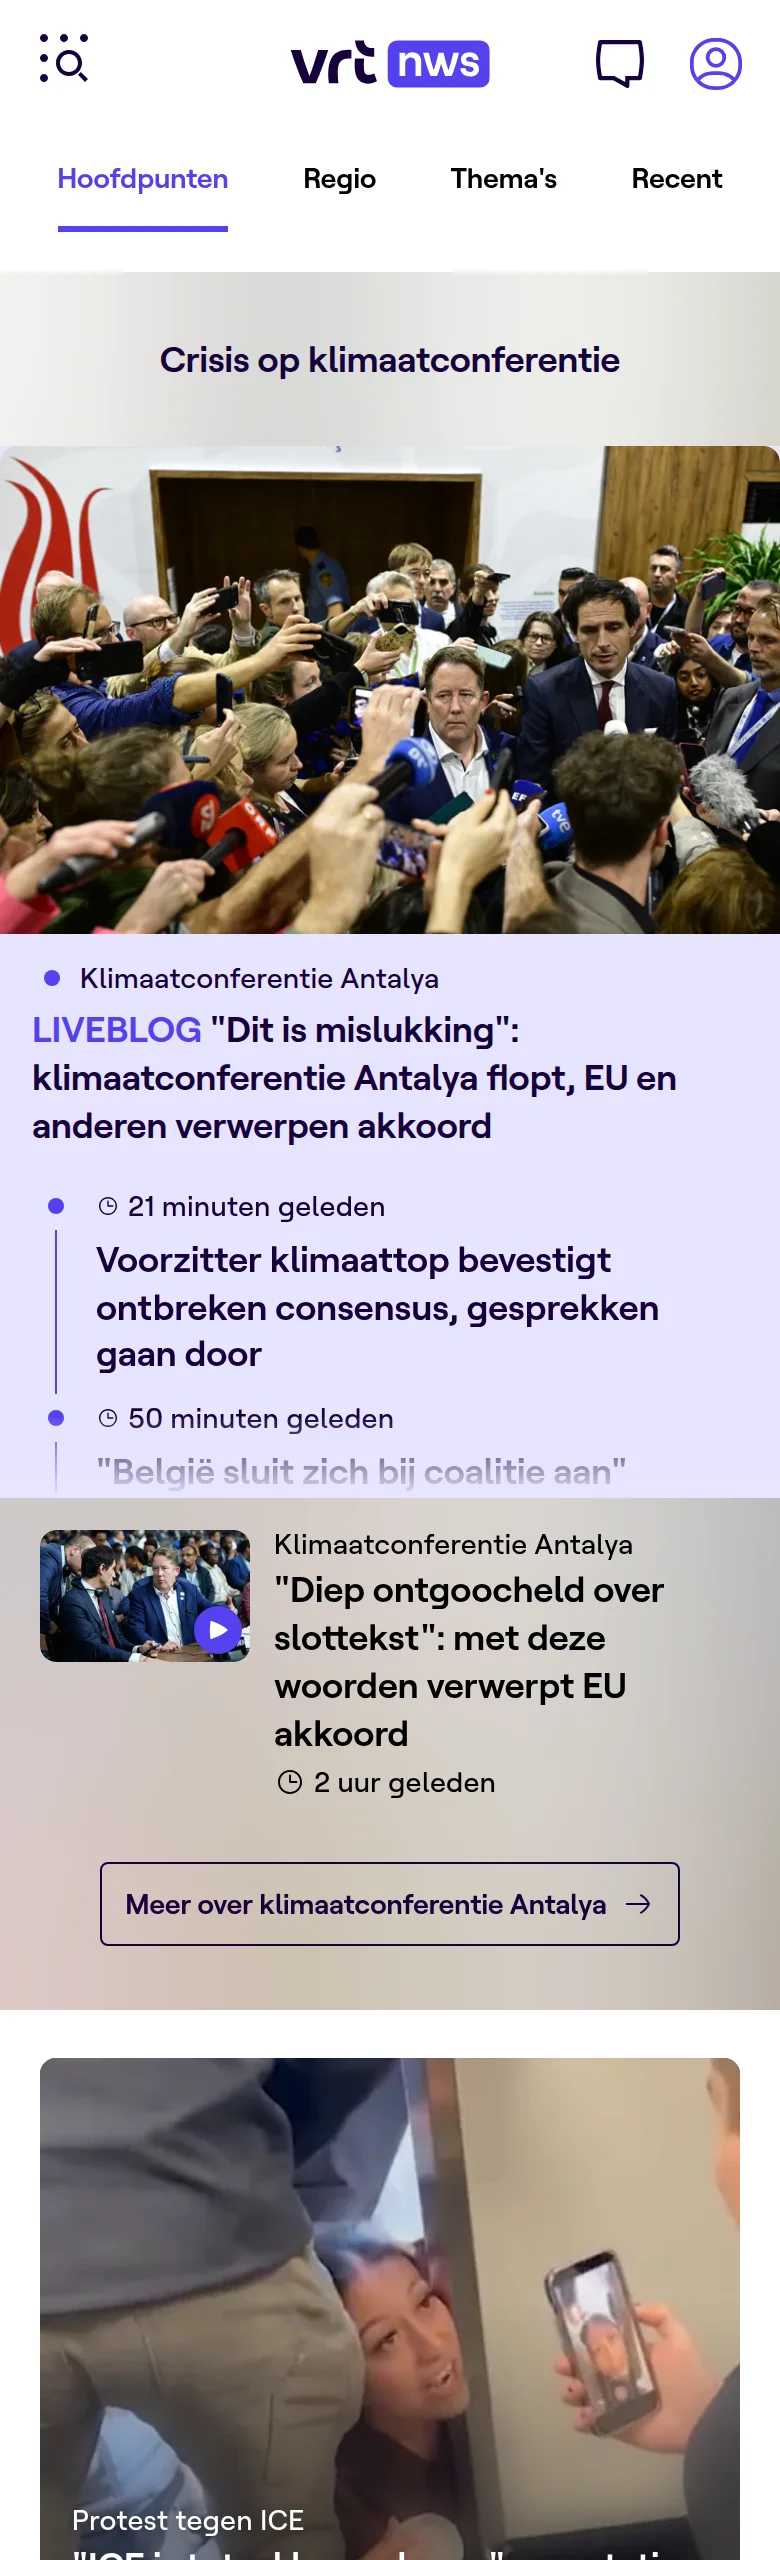 vrt nws
Hoofdpunten Regio Thema's Recent
Crisis op klimaatconferentie
ORF
EF
tve
Klimaatconferentie Antalya
LIVEBLOG "Dit is mislukking":
klimaatconferentie Antalya flopt, EU en
anderen verwerpen akkoord
21 minuten geleden
Voorzitter klimaattop bevestigt
ontbreken consensus, gesprekken
gaan door
50 minuten geleden
"België sluit zich bij coalitie aan"
Klimaatconferentie Antalya
"Diep ontgoocheld over
slottekst": met deze
woorden verwerpt EU
akkoord
2 uur geleden
Meer over klimaatconferentie Antalya
Protest tegen ICE